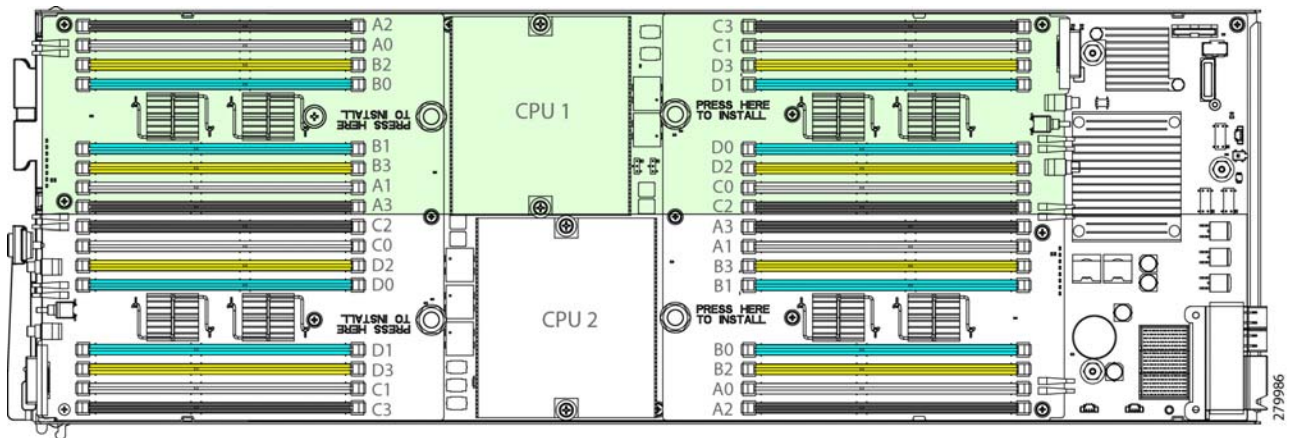 A2
A0
B2
B0
PRESS HERE
TO INSTALL
B1
B3
A1
A3
CPU 1
C3
C1
D3
D1
PRESS HERE
TO INSTALL
D0
D2
C0
C2
C2
C0
D2
D0
PRESS HERE
TO INSTALL
D1
D3
C1
C3
CPU 2
A3
A1
B3
B1
PRESS HERE
TO INSTALL
B0
B2
A0
A2
279986